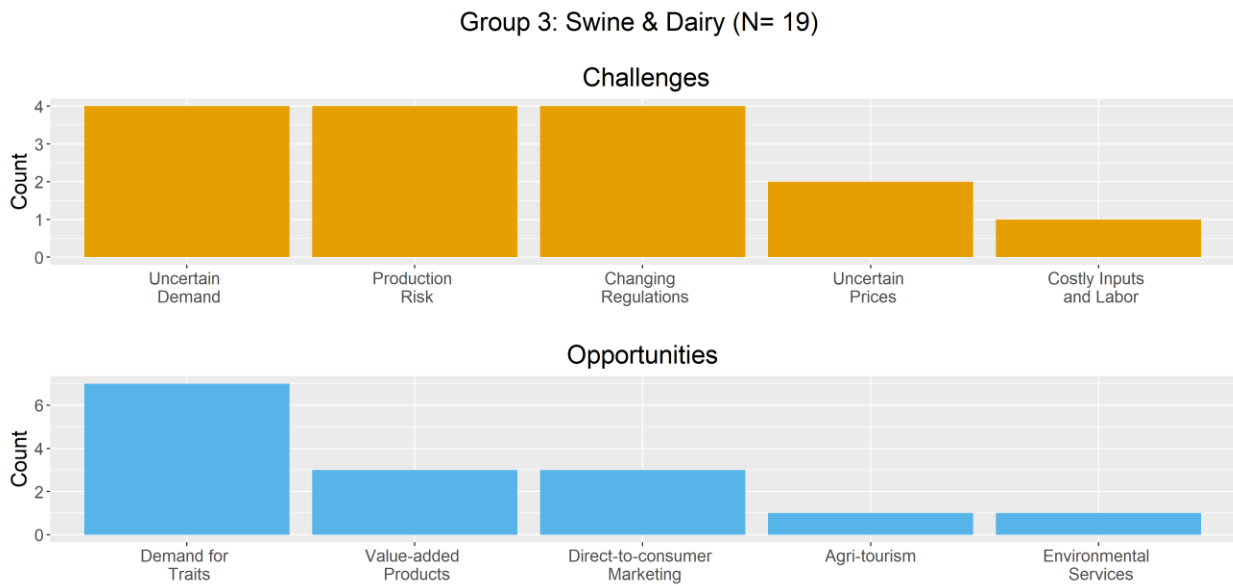 Group 3: Swine & Dairy (N= 19)
Challenges
Count
4
3
2
1
0
Uncertain
Demand
Production
Risk
Changing
Regulations
Uncertain
Prices
Costly Inputs
and Labor
Opportunities
Count
6
4
2
0
Demand for
Traits
Value-added
Products
Direct-to-consumer
Marketing
Agri-tourism
Environmental
Services